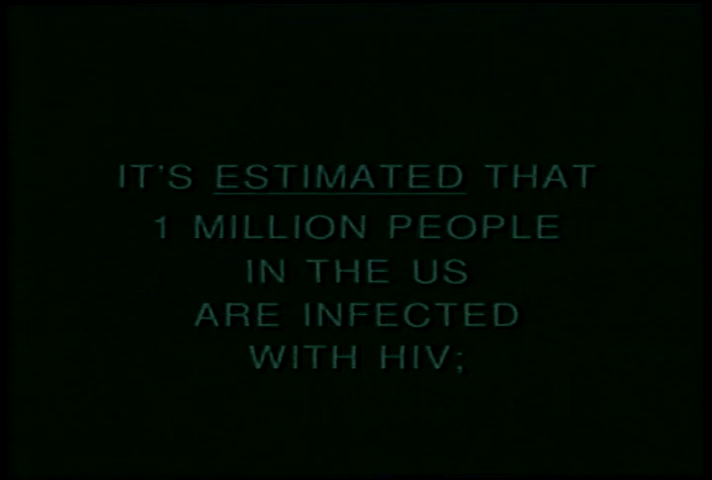 IT'S ESTIMATED THAT
1 MILLION PEOPLE
IN THE US
ARE INFECTED
WITH HIV;